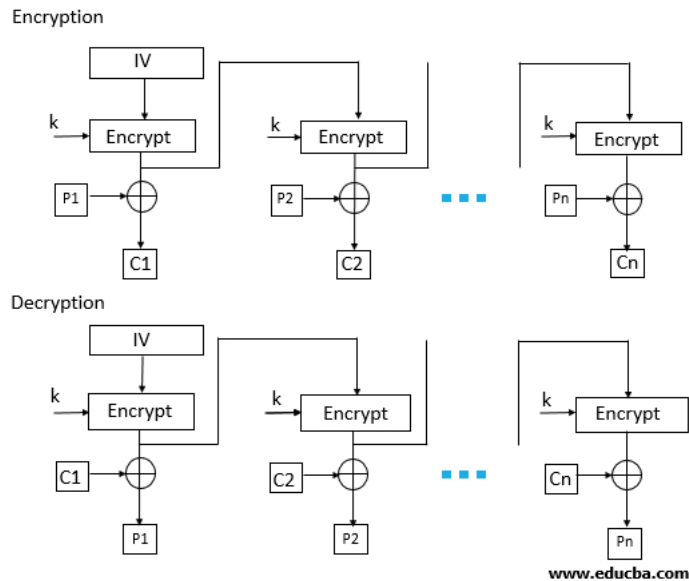 Encryption
IV
k
Encrypt
k
Encrypt
k
Encrypt
P1
P2
Pn
C1
C2
Cn
Decryption
IV
k
Encrypt
k
Encrypt
k
Encrypt
C1
C2
Cn
P1
P2
Pn
www.educba.com